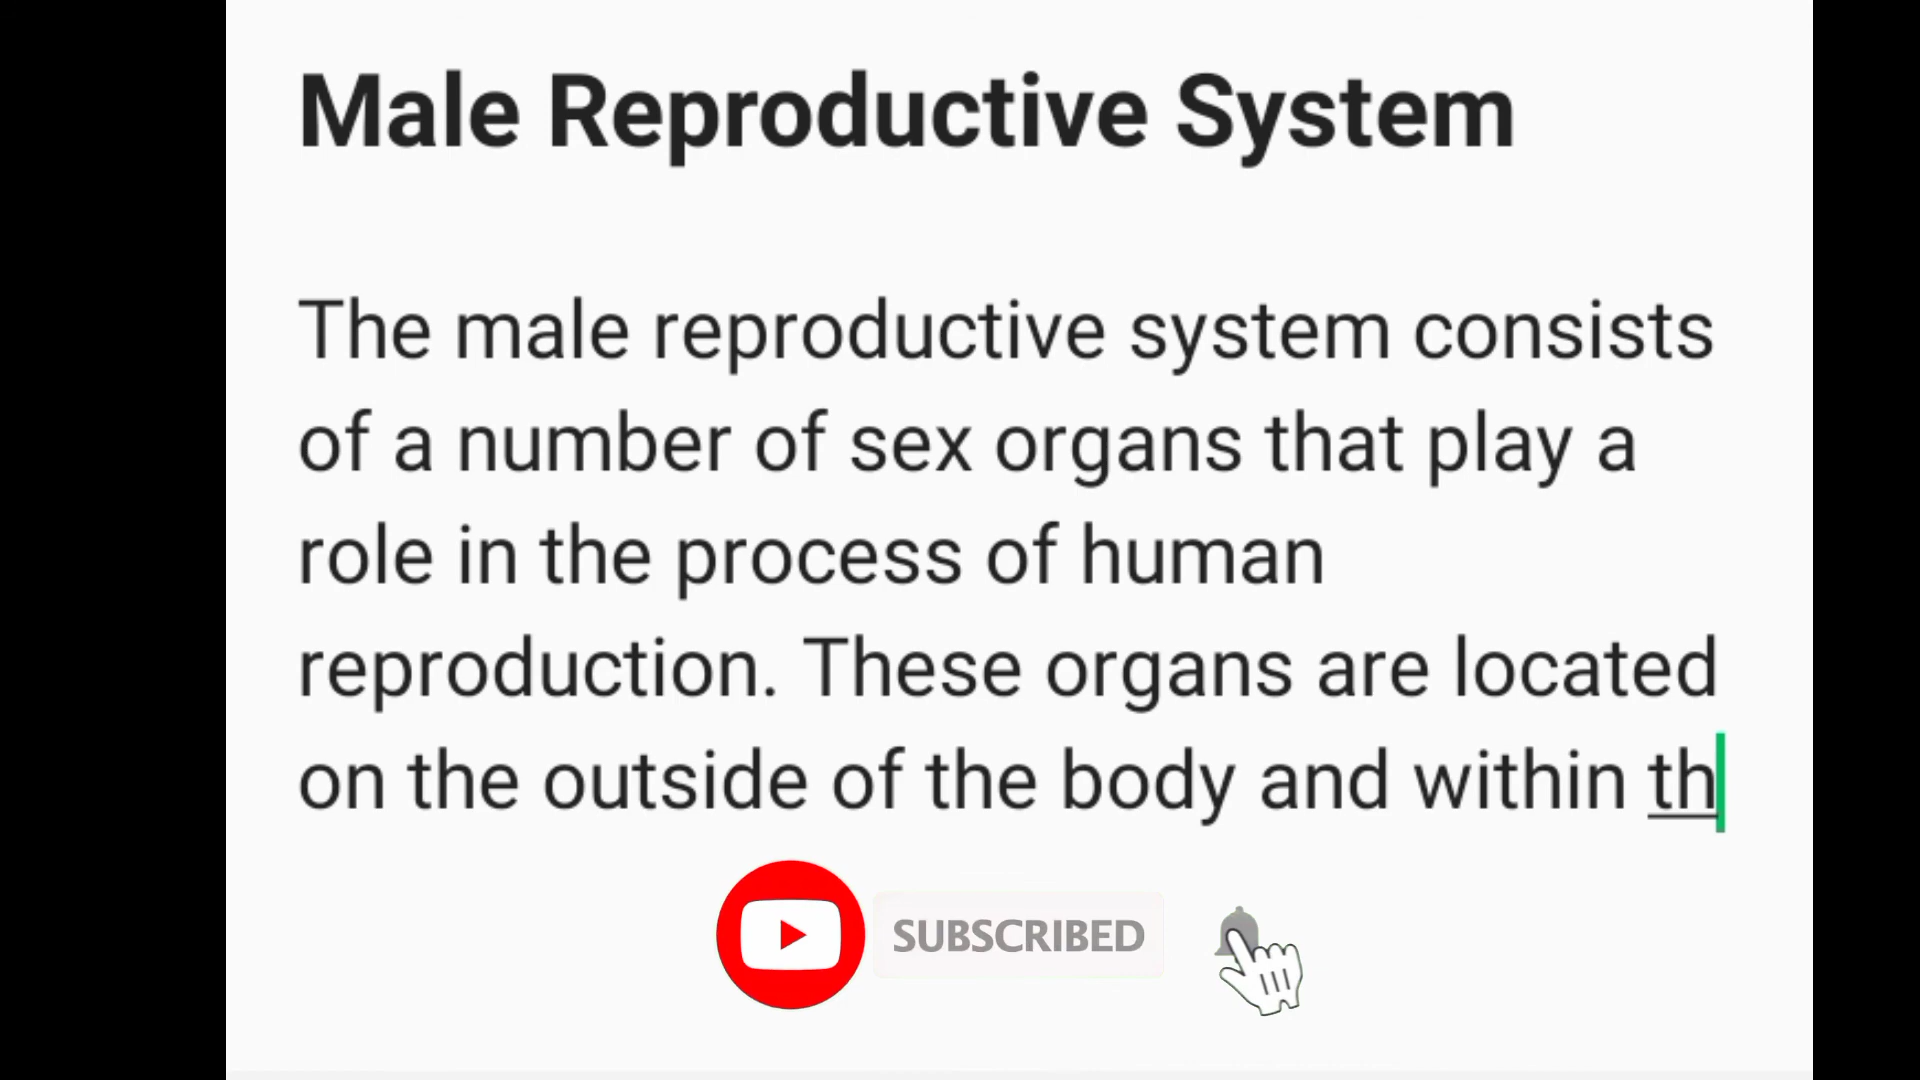 Male Reproductive System
The male reproductive system consists
of a number of sex organs that play a
role in the process of human
reproduction. These organs are located
on the outside of the body and within th
SUBSCRIBED